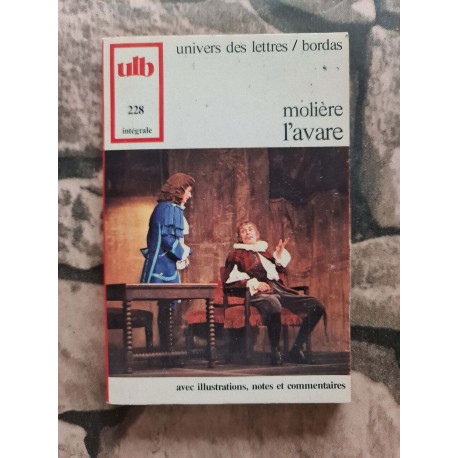 ulb
228
intégrale
univers des lettres / bordas
molière
l'avare
avec illustrations, notes et commentaires